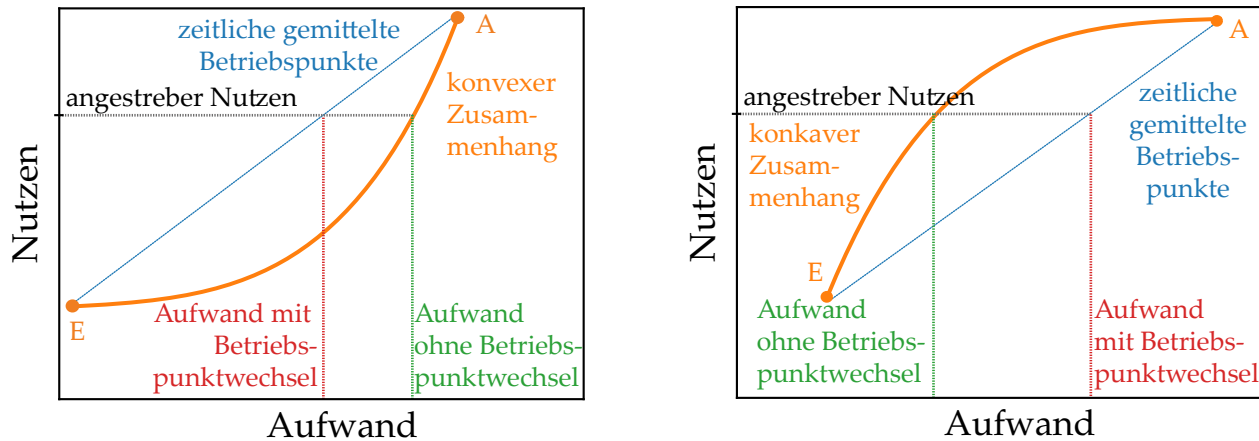 zeitliche gemittelte
Betriebspunkte
A
angestreber Nutzen
konvexer
Zusam-
menhang
Nutzen
E
Aufwand mit
Betriebs-
punktwechsel
Aufwand
ohne Betriebs-
punktwechsel
Aufwand
A
angestreber Nutzen
zeitliche
gemittelte
Betriebs-
punkte
konkaver
Zusam-
menhang
Nutzen
E
Aufwand
ohne Betriebs-
punktwechsel
Aufwand
mit Betriebs-
punktwechsel
Aufwand